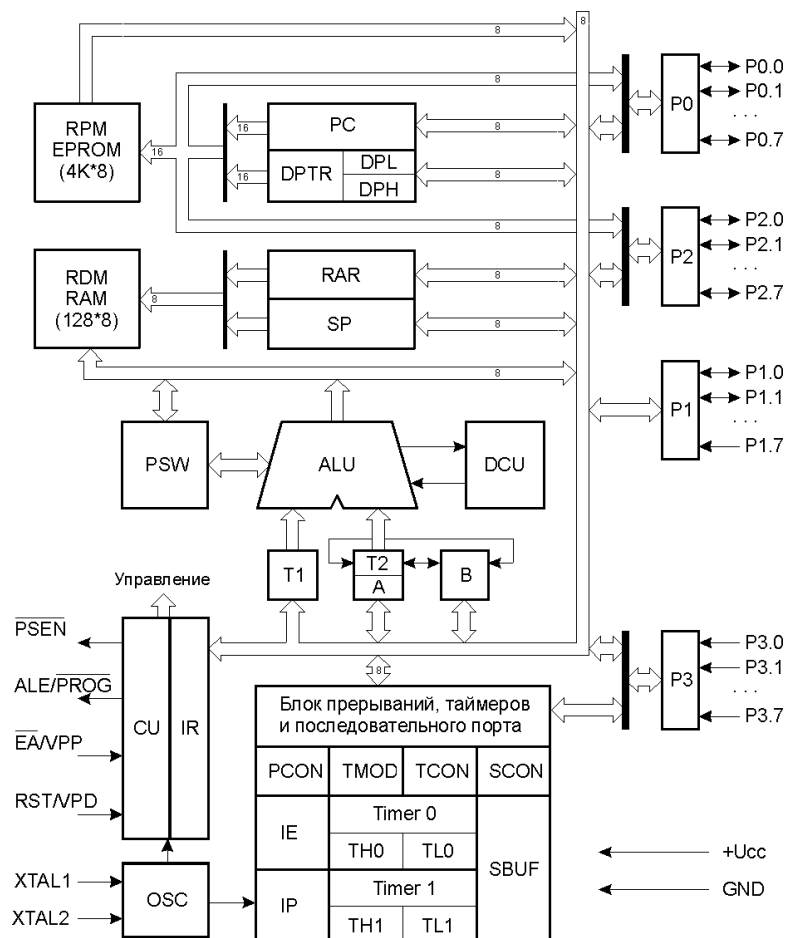 8
8
8
RPM
EPROM
(4K*8)
16
16
16
PC
DPTR
DPL
DPH
8
8
8
P0
P0.0
P0.1
. . .
P0.7
RDM
RAM
(128*8)
8
RAR
SP
8
8
8
P2
P2.0
P2.1
. . .
P2.7
P1
P1.0
P1.1
. . .
P1.7
PSW
ALU
DCU
T1
T2
A
B
Управление
PSEN
ALE/PROG
EA/VPP
RST/VPD
CU
IR
XTAL1
XTAL2
OSC
8
Блок прерываний, таймеров
и последовательного порта
PCON
TMOD
TCON
SCON
IE
Timer 0
TH0
TL0
SBUF
IP
Timer 1
TH1
TL1
P3
P3.0
P3.1
. . .
P3.7
+Ucc
GND